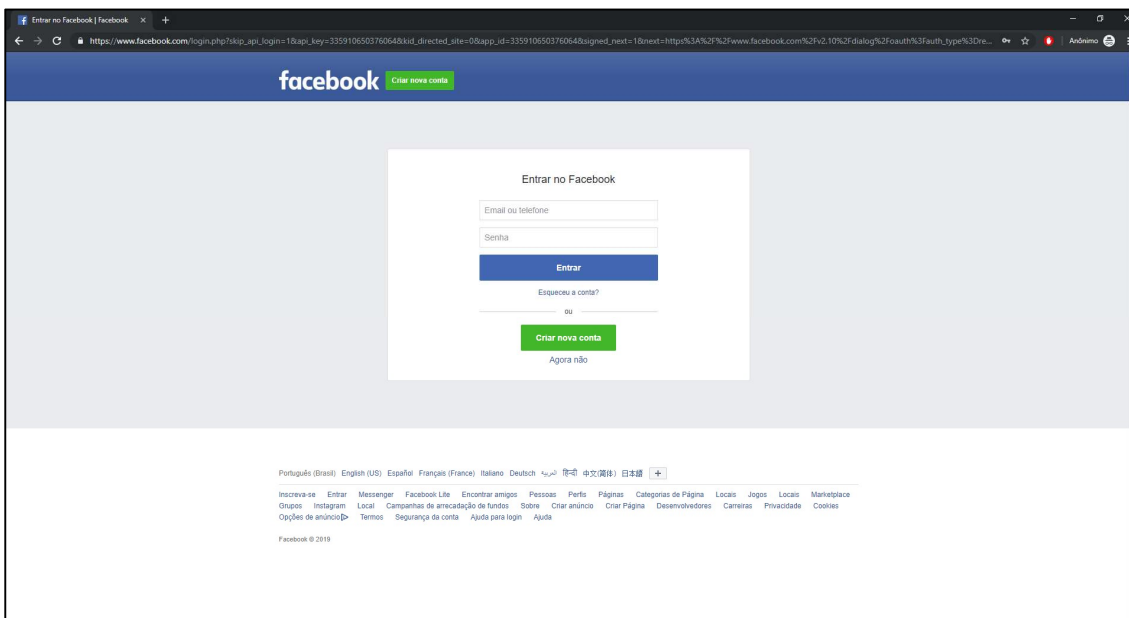 Entrar no Facebook | Facebook
https://www.facebook.com/login.php?skip_api_login=1&api_key=335910650376064&kid_directed_site=0&app_id=335910650376064&signed_next=1&next=https%3A%2F%2Fwww.facebook.com%2Fv2.10%2Fdialog%2Foauth%3Fauth_type%3Dre... Anônimo
facebook Criar nova conta
Entrar no Facebook
Email ou telefone
Senha
Entrar
Esqueceu a conta?
ou
Criar nova conta
Agora não
Português (Brasil) English (US) Español Français (France) Italiano Deutsch العربية हिन्दी 中文(简体) 日本語
Inscreva-se Entrar Messenger Facebook Lite Encontrar amigos Pessoas Perfis Páginas Categorias de Página Locais Jogos Locais Marketplace
Grupos Instagram Local Campanhas de arrecadação de fundos Sobre Criar anúncio Criar Página Desenvolvedores Carreiras Privacidade Cookies
Opções de anúncio Termos Segurança da conta Ajuda para login Ajuda
Facebook © 2019